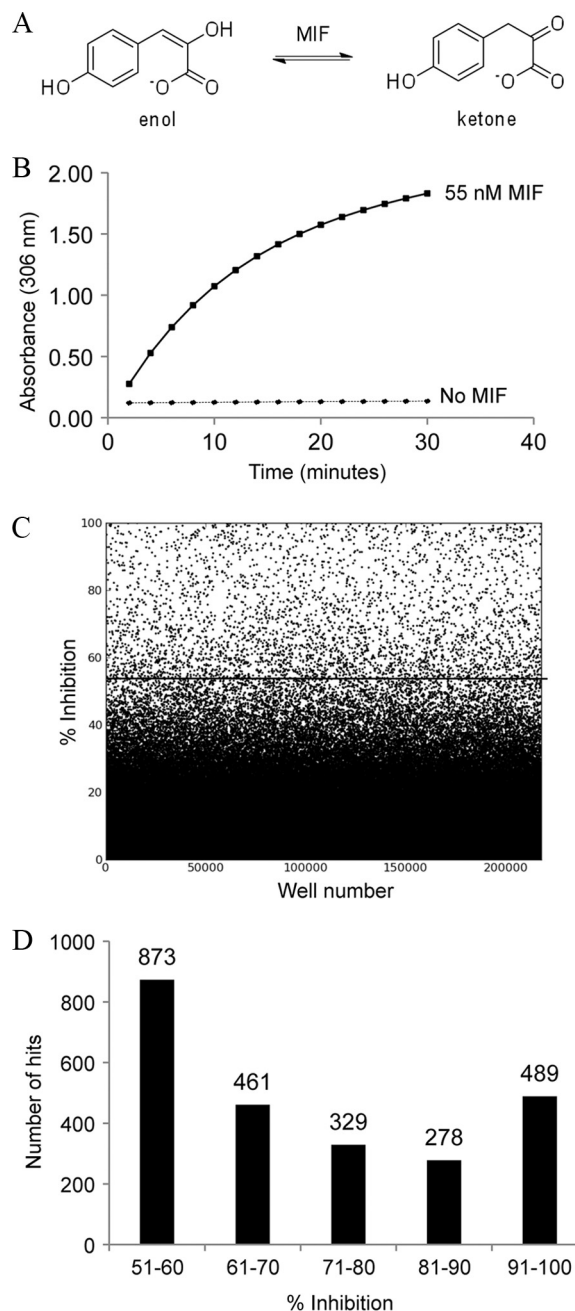 A
MIF
OH
HO
-O
O
enol
O
HO
-O
O
ketone
B
2.00
1.50
1.00
0.50
0.00
Absorbance (306 nm)
55 nM MIF
No MIF
0
10
20
30
40
Time (minutes)
C
100
80
60
40
20
0
% Inhibition
0
50000
100000
150000
200000
Well number
D
1000
800
600
400
200
0
Number of hits
873
461
329
278
489
51-60
61-70
71-80
81-90
91-100
% Inhibition